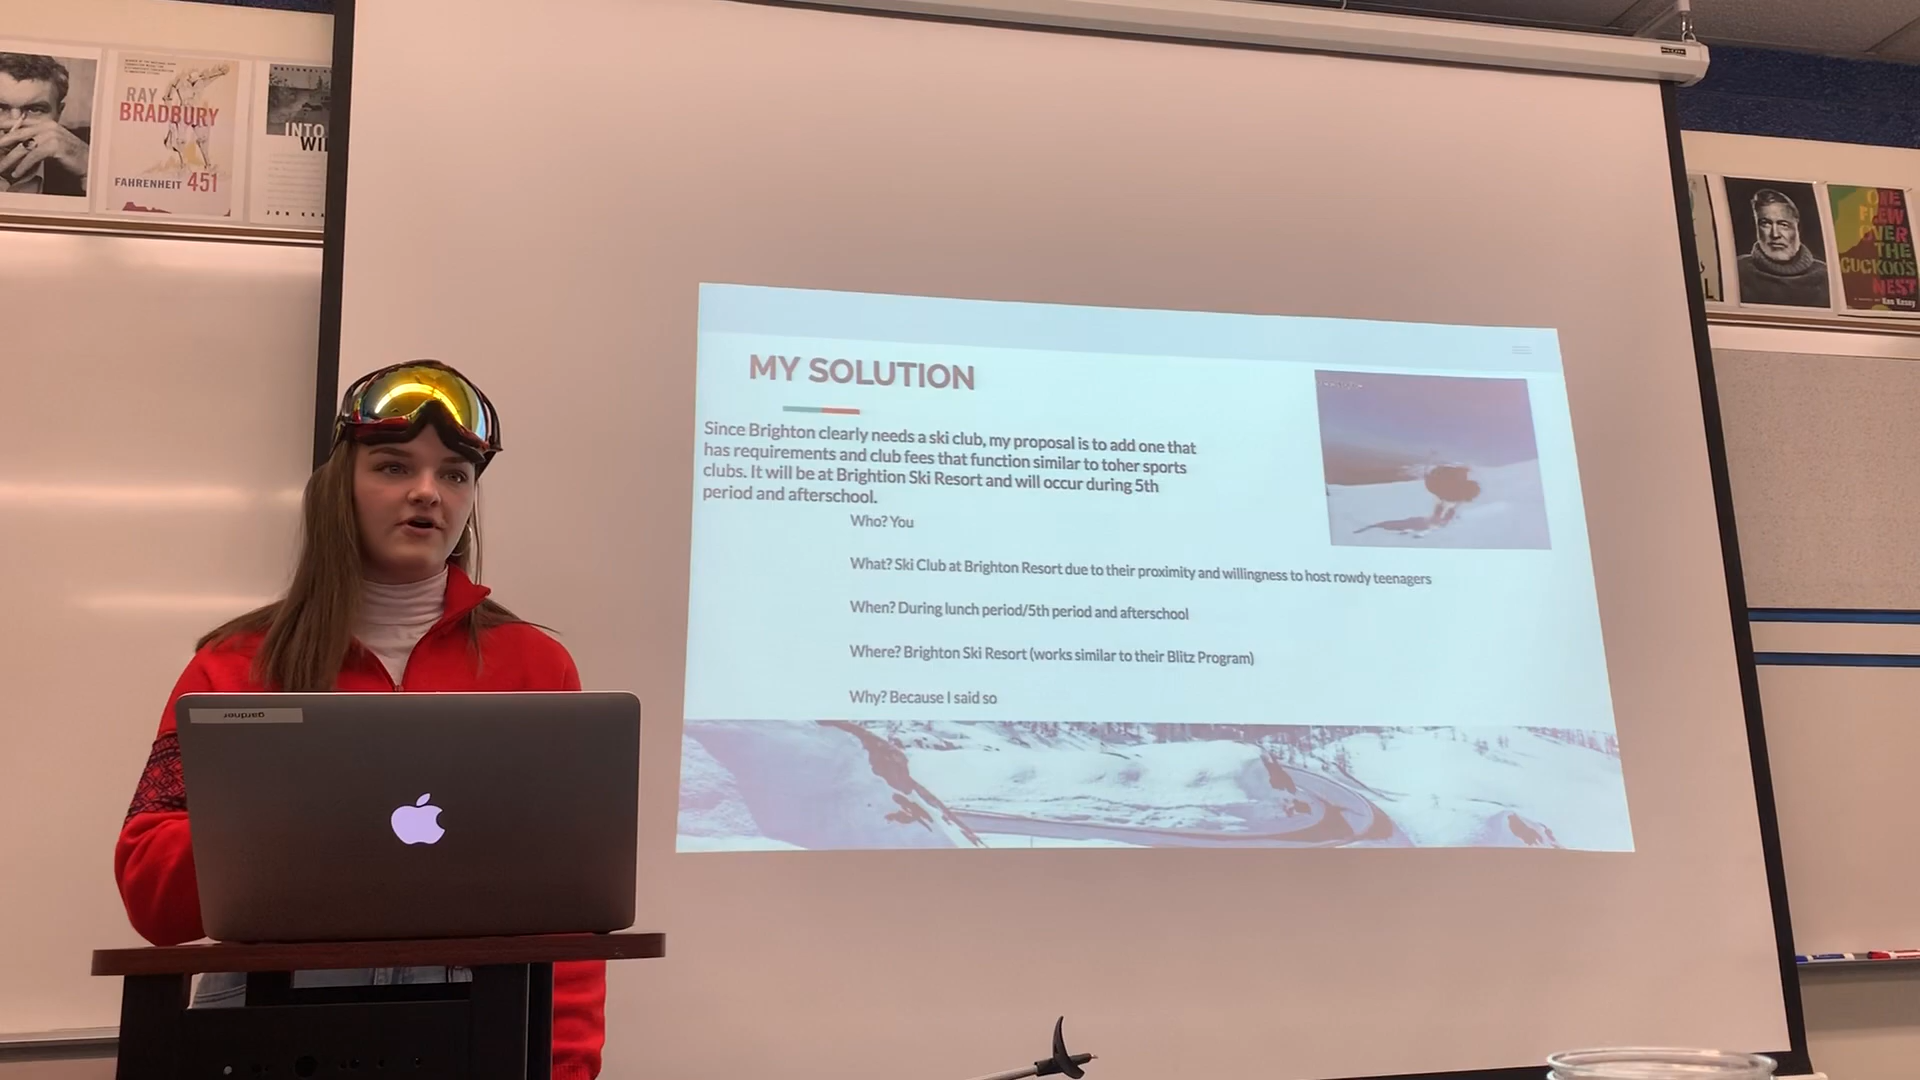 RAY
BRADBURY
FAHRENHEIT 451
INTO
ONE
FLEW
OVER
THE
CUCKOO'S
NEST
Ken Kesey
MY SOLUTION
Since Brighton clearly needs a ski club, my proposal is to add one that
has requirements and club fees that function similar to toher sports
clubs. It will be at Brightion Ski Resort and will occur during 5th
period and afterschool.
Who? You
What? Ski Club at Brighton Resort due to their proximity and willingness to host rowdy teenagers
When? During lunch period/5th period and afterschool
Where? Brighton Ski Resort (works similar to their Blitz Program)
Why? Because I said so
gardner